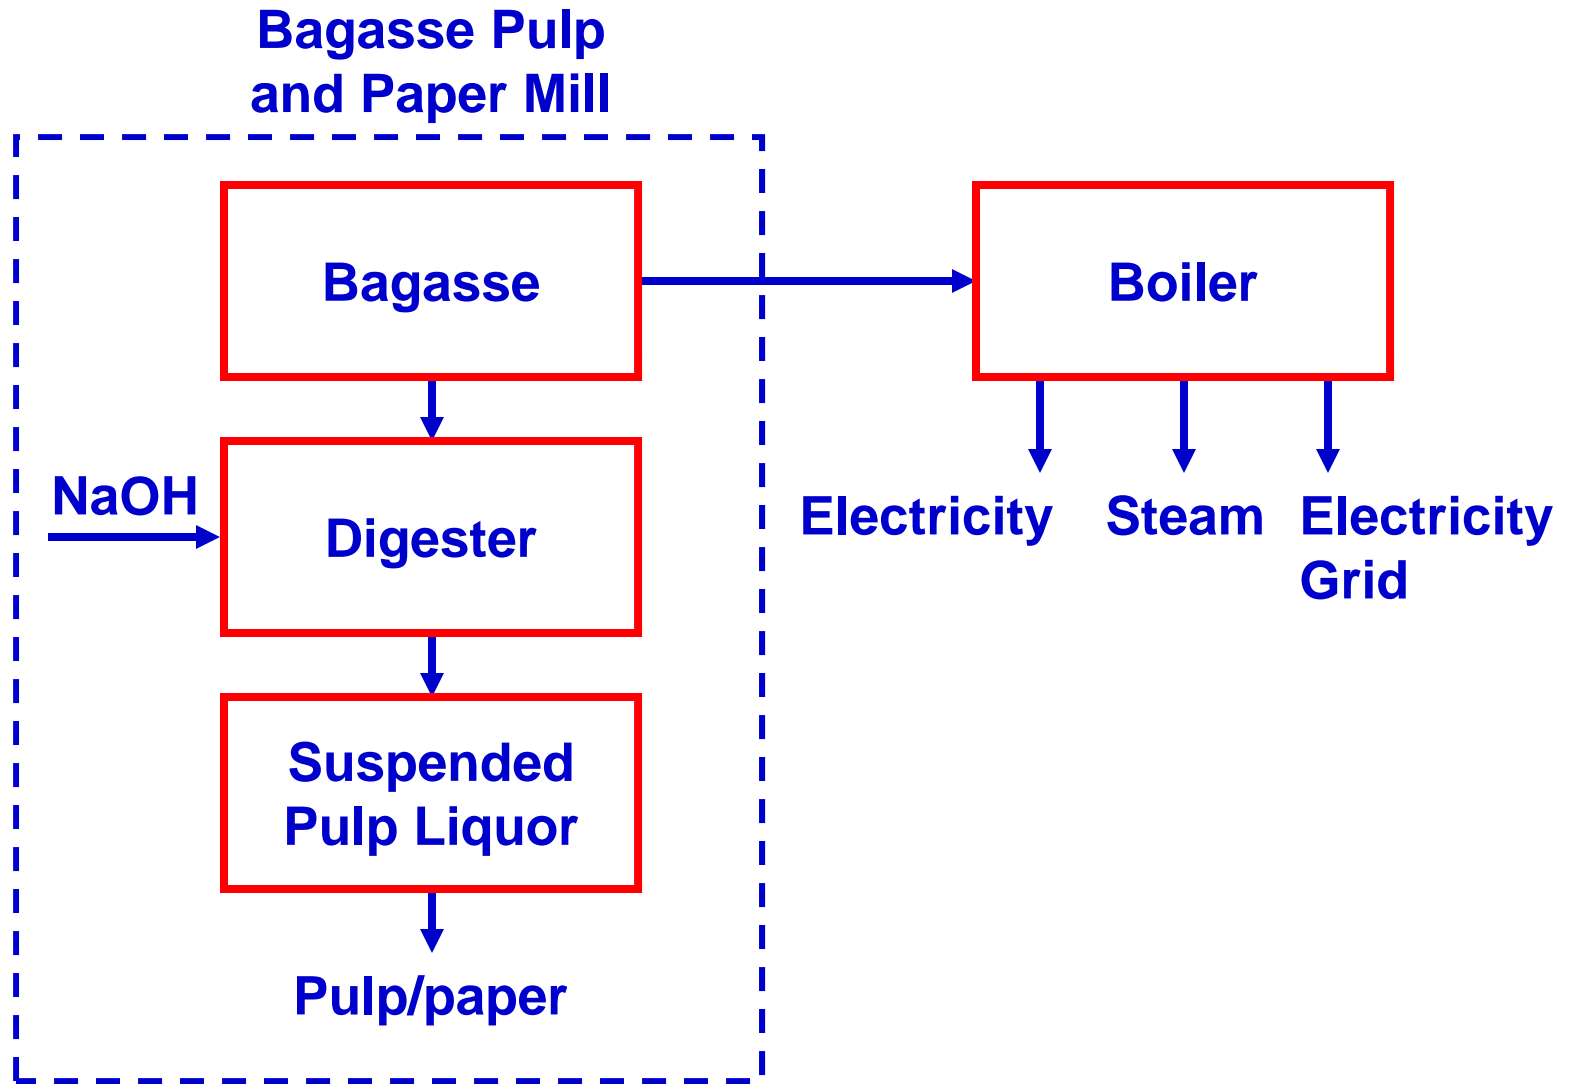 Bagasse Pulp
and Paper Mill
Bagasse
Boiler
NaOH
Digester
Electricity
Steam
Electricity
Grid
Suspended
Pulp Liquor
Pulp/paper